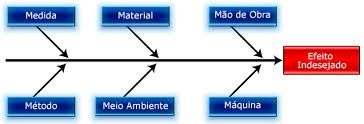 Medida
Material
Mão de Obra
Efeito
Indesejado
Método
Meio Ambiente
Máquina